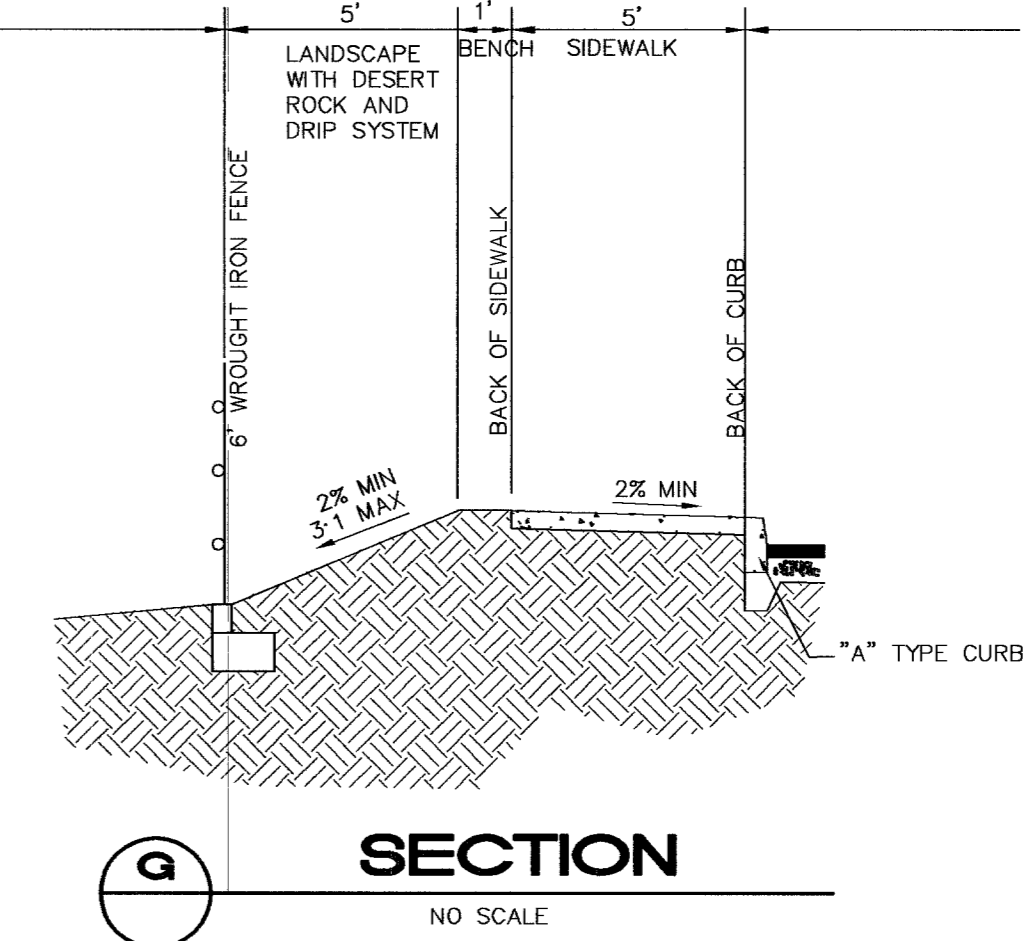 5' 1' 5'
LANDSCAPE
WITH DESERT
ROCK AND
DRIP SYSTEM
BENCH
SIDEWALK
6' WROUGHT IRON FENCE
BACK OF SIDEWALK
BACK OF CURB
2% MIN
3:1 MAX
2% MIN
"A" TYPE CURB
G
SECTION
NO SCALE